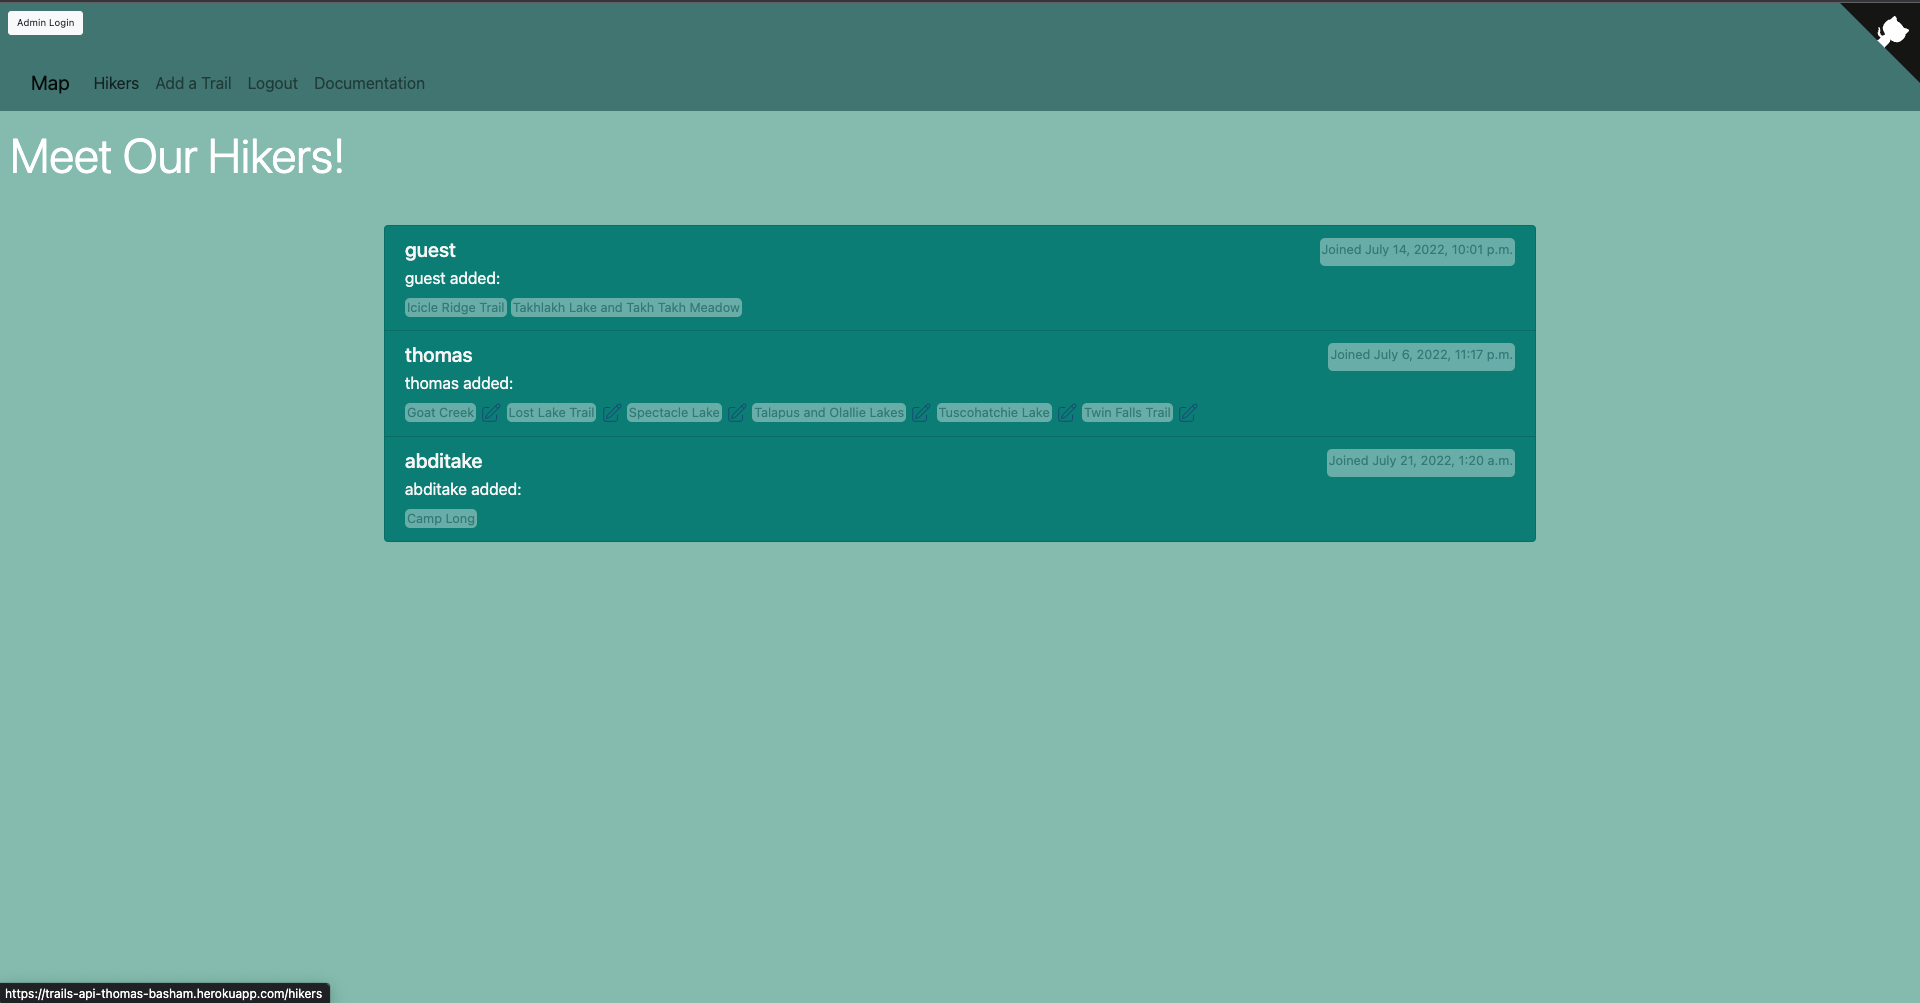 Admin Login
Map Hikers Add a Trail Logout Documentation
Meet Our Hikers!
guest Joined July 14, 2022, 10:01 p.m.
guest added:
Icicle Ridge Trail Takhlakh Lake and Takh Takh Meadow
thomas Joined July 6, 2022, 11:17 p.m.
thomas added:
Goat Creek Lost Lake Trail Spectacle Lake Talapus and Olallie Lakes Tuscohatchie Lake Twin Falls Trail
abditake Joined July 21, 2022, 1:20 a.m.
abditake added:
Camp Long
https://trails-api-thomas-basham.herokuapp.com/hikers